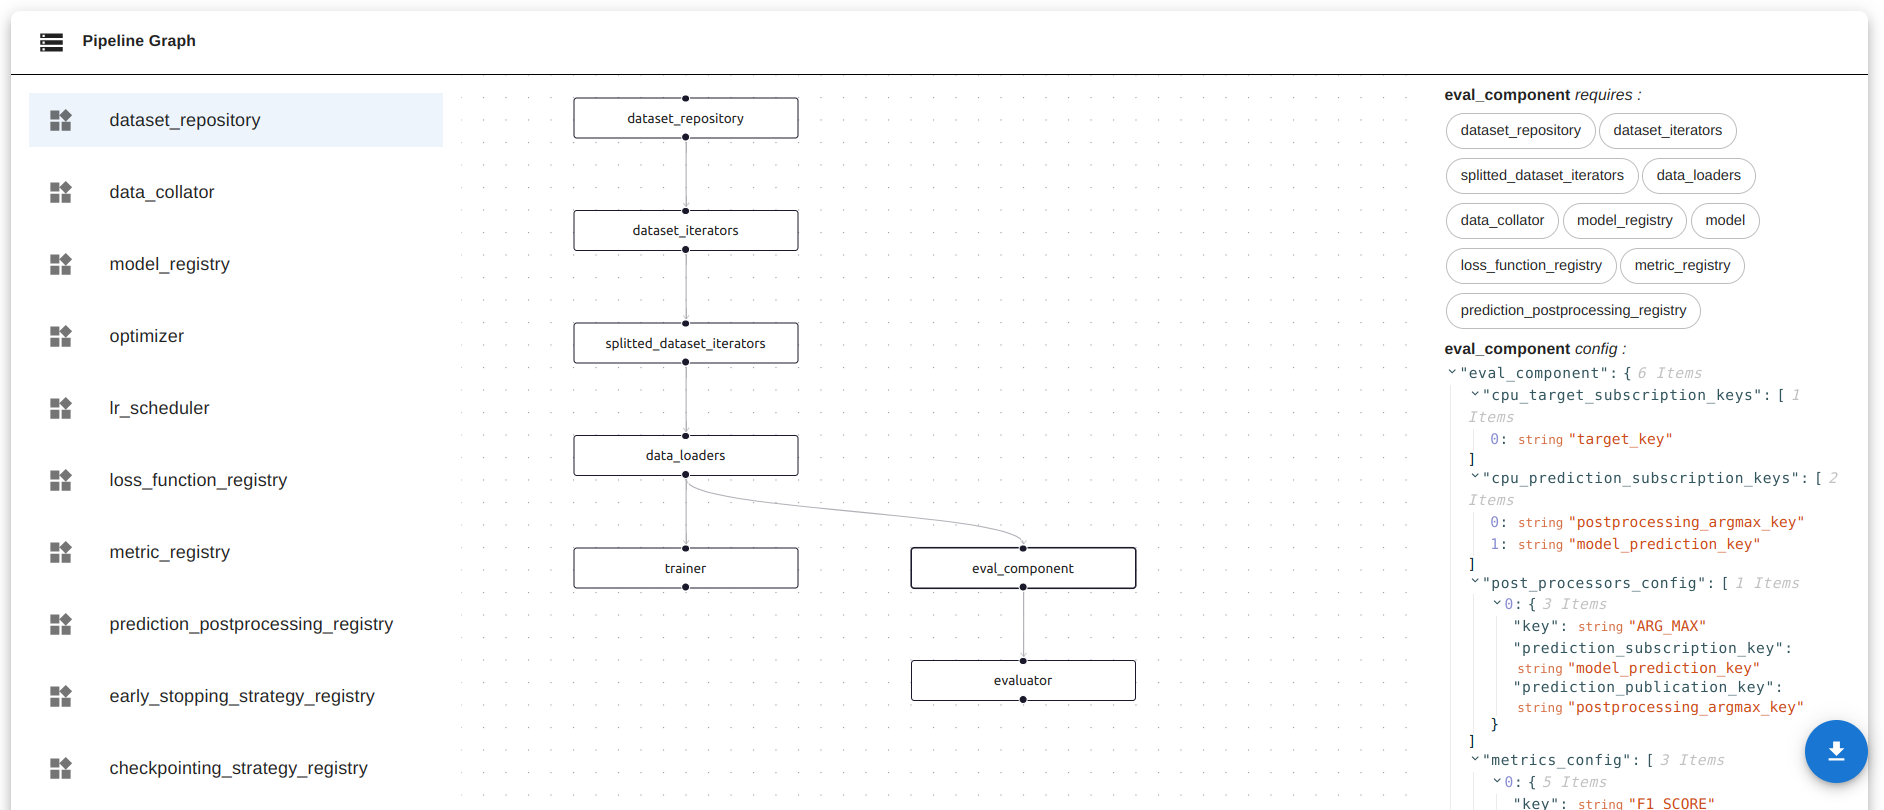 Pipeline Graph
dataset_repository
data_collator
model_registry
optimizer
lr_scheduler
loss_function_registry
metric_registry
prediction_postprocessing_registry
early_stopping_strategy_registry
checkpointing_strategy_registry
dataset_repository
dataset_iterators
splitted_dataset_iterators
data_loaders
trainer
eval_component
evaluator
eval_component requires :
dataset_repository dataset_iterators
splitted_dataset_iterators data_loaders
data_collator model_registry model
loss_function_registry metric_registry
prediction_postprocessing_registry
eval_component config :
"eval_component": { 6 Items
"cpu_target_subscription_keys": [ 1
Items
0: string "target_key"
]
"cpu_prediction_subscription_keys": [ 2
Items
0: string "postprocessing_argmax_key"
1: string "model_prediction_key"
]
"post_processors_config": [ 1 Items
0: { 3 Items
"key": string "ARG_MAX"
"prediction_subscription_key":
string "model_prediction_key"
"prediction_publication_key":
string "postprocessing_argmax_key"
}
]
"metrics_config": [ 3 Items
0: { 5 Items
"key": string "F1_SCORE"